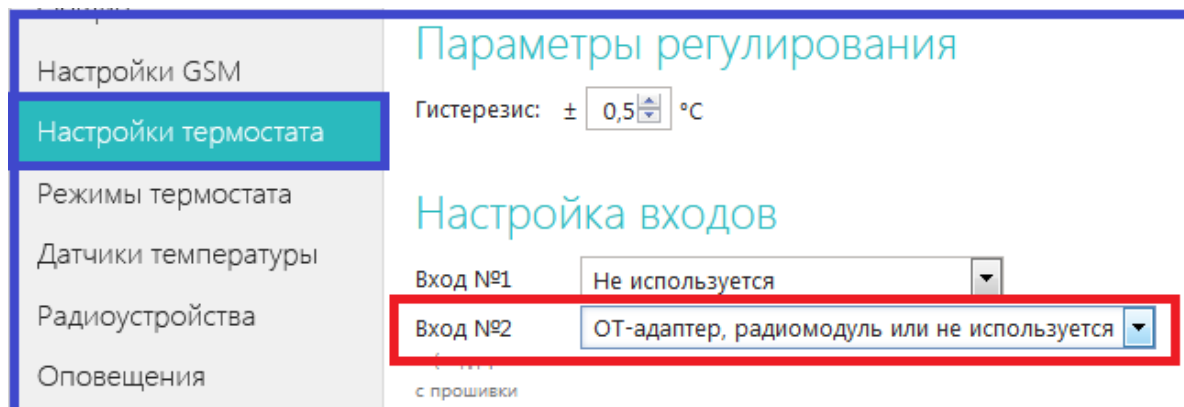 Настройки GSM
Настройки термостата
Режимы термостата
Датчики температуры
Радиоустройства
Оповещения
Параметры регулирования
Гистерезис: ± 0,5 °C
Настройка входов
Вход №1 Не используется
Вход №2 ОТ-адаптер, радиомодуль или не используется
с прошивки